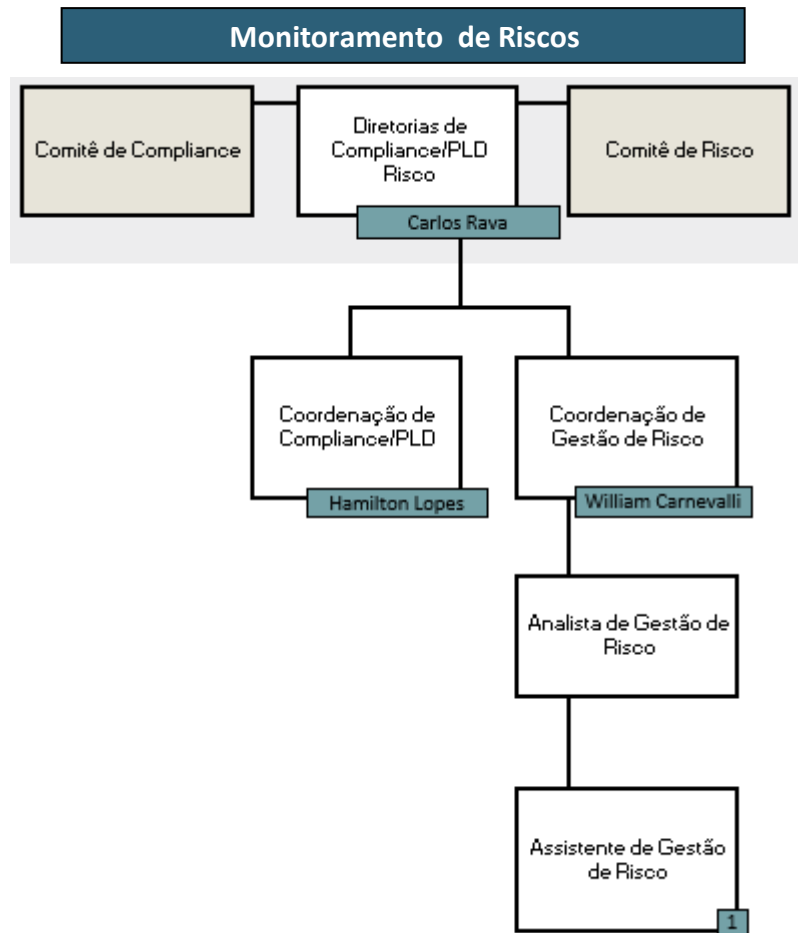 Monitoramento de Riscos
Comitê de Compliance
Diretorias de
Compliance/PLD
Risco
Comitê de Risco
Carlos Rava
Coordenação de
Compliance/PLD
Coordenação de
Gestão de Risco
Hamilton Lopes
William Carnevalli
Analista de Gestão de
Risco
Assistente de Gestão
de Risco
1